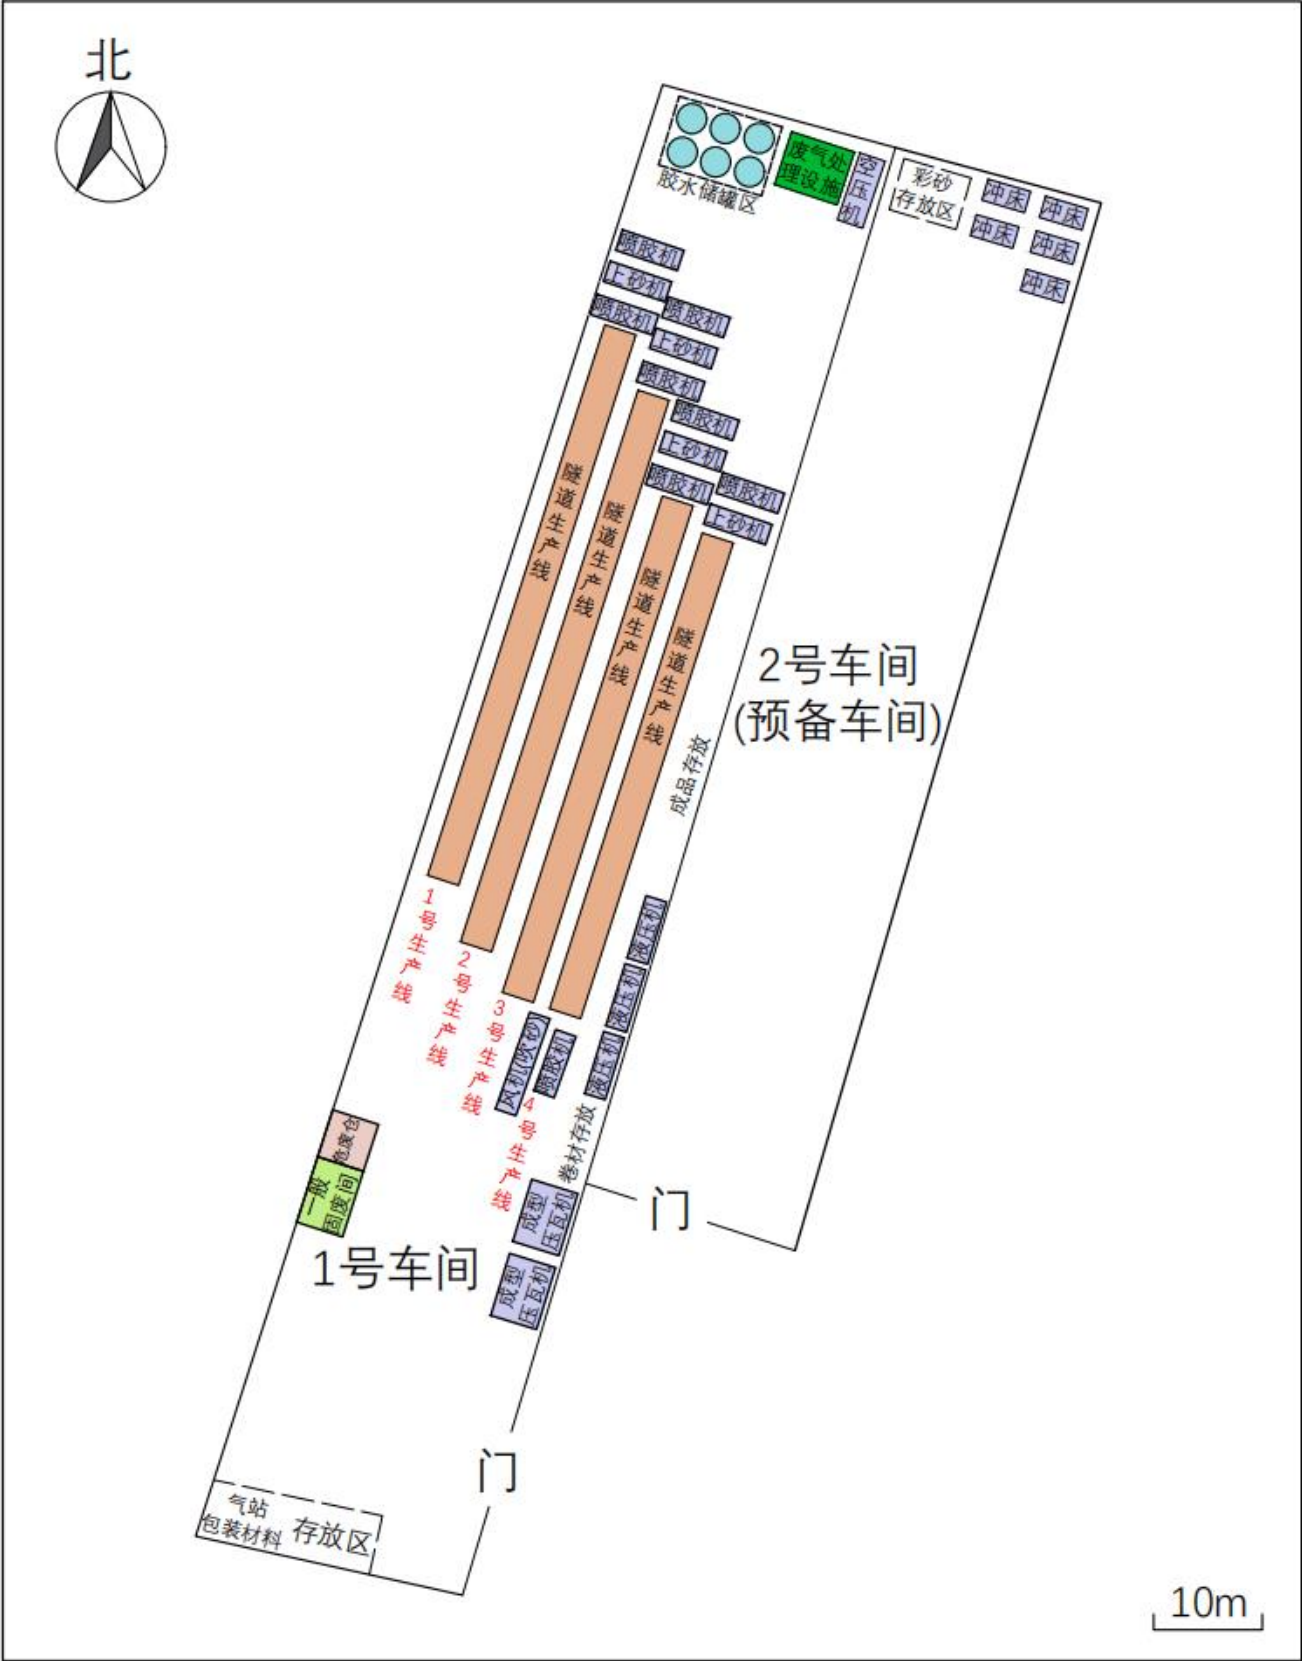 北
胶水储罐区
废气处
理设施
空压机
彩砂
存放区
冲床
冲床
冲床
冲床
冲床
喷胶机
上砂机
喷胶机
喷胶机
上砂机
喷胶机
喷胶机
上砂机
喷胶机
喷胶机
上砂机
隧道生产线
隧道生产线
隧道生产线
隧道生产线
2号车间
(预备车间)
成品存放
1号生产线
2号生产线
3号生产线
4号生产线
液压机
液压机
液压机
风机(吹砂)
喷胶机
卷材存放
危废仓
一般
固废间
成型
压瓦机
成型
压瓦机
门
1号车间
门
气站
包装材料
存放区
10m